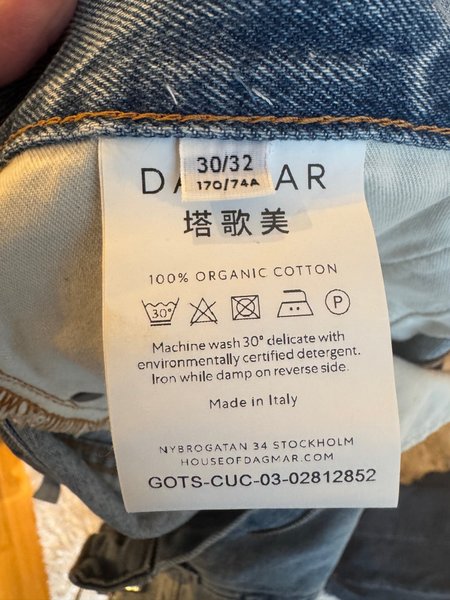 30/32
170/74A
DA MAR
塔歌美
100% ORGANIC COTTON
30°
P
Machine wash 30° delicate with
environmentally certified detergent.
Iron while damp on reverse side.
Made in Italy
NYBROGATAN 34 STOCKHOLM
HOUSEOFDAGMAR.COM
GOTS-CUC-03-02812852